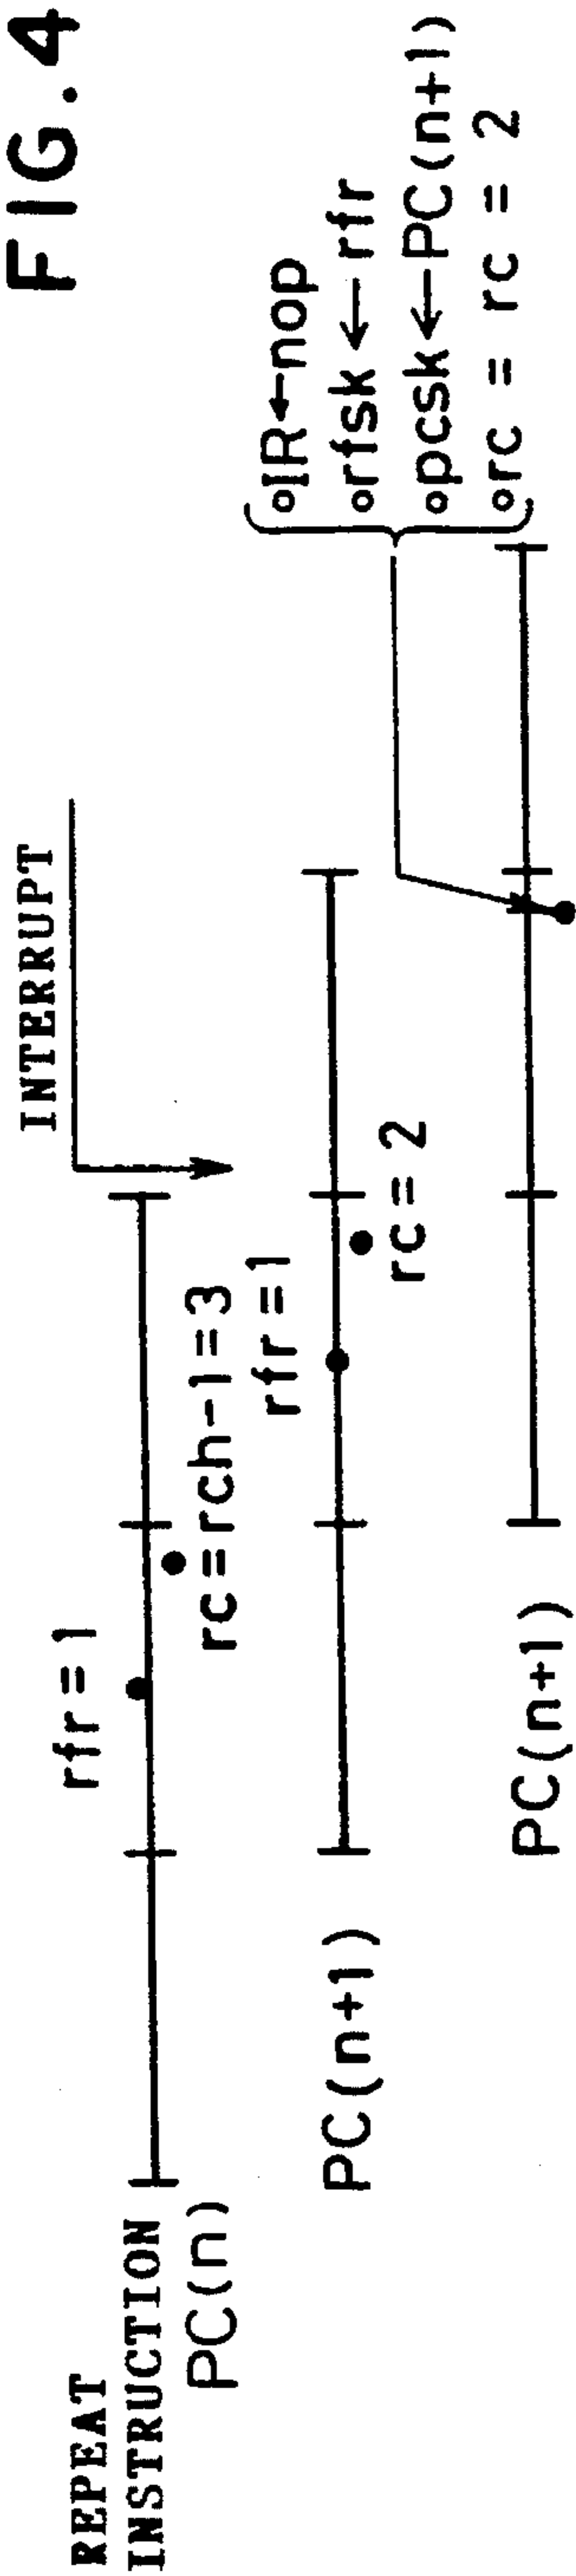 FIG.4
INTERRUPT
REPEAT
INSTRUCTION
PC(n)
rfr=1
rc=rch-1=3
PC(n+1)
rfr=1
rc=2
PC(n+1)
oIR←nop
orfsk←rfr
opcsk←PC(n+1)
orc = rc = 2